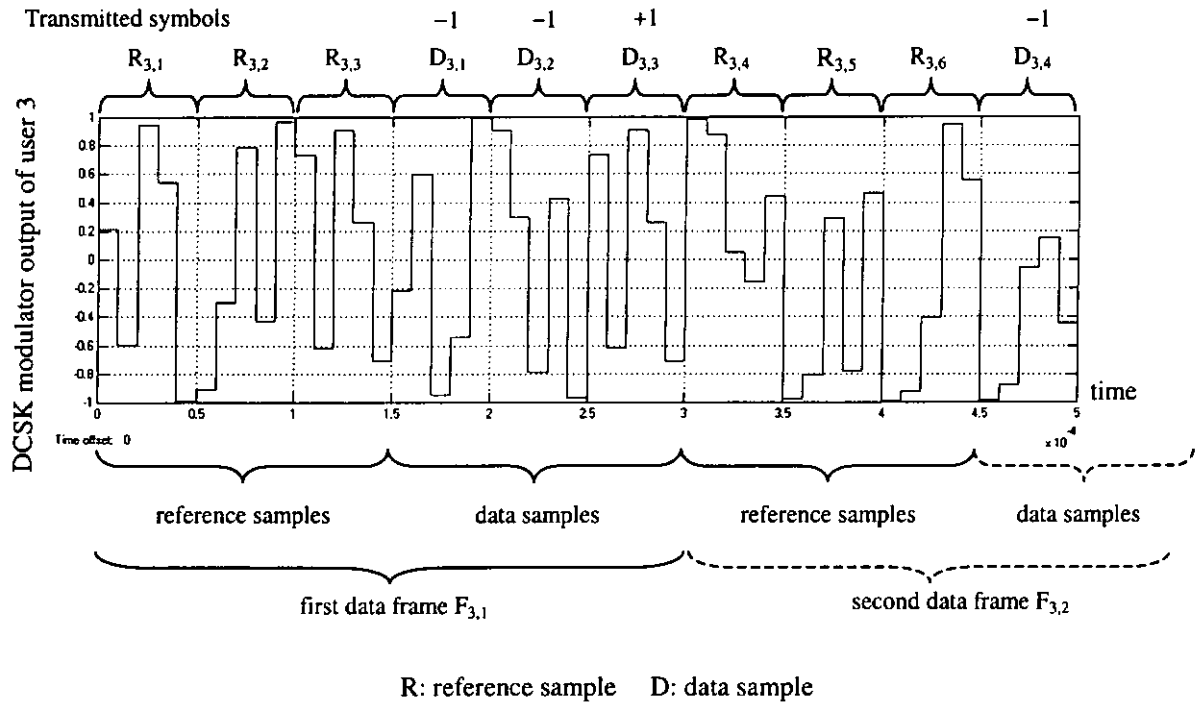 Transmitted symbols −1 −1 +1 −1
R3,1 R3,2 R3,3 D3,1 D3,2 D3,3 R3,4 R3,5 R3,6 D3,4
DCSK modulator output of user 3
1
0.8
0.6
0.4
0.2
0
-0.2
-0.4
-0.6
-0.8
-1
0 0.5 1 1.5 2 2.5 3 3.5 4 4.5 5
time
Time offset: 0
x 10-4
reference samples data samples reference samples data samples
first data frame F3,1 second data frame F3,2
R: reference sample D: data sample